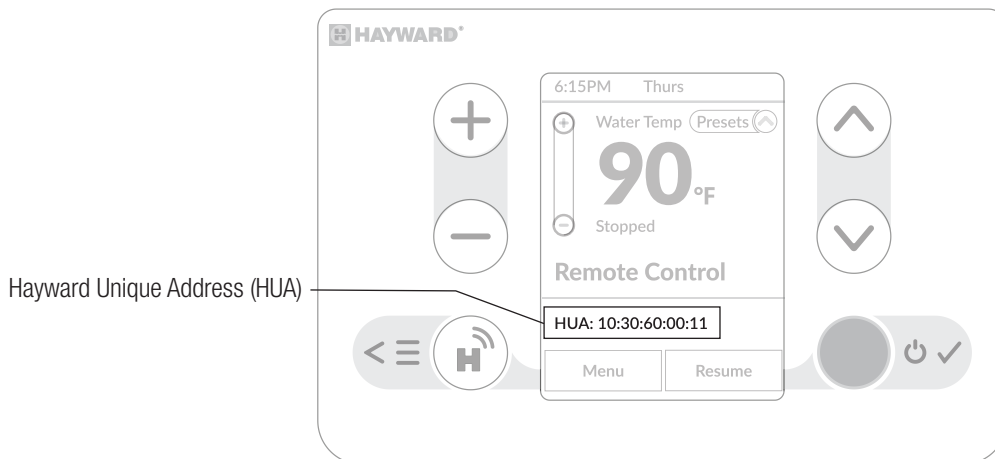 HAYWARD®
6:15PM Thurs
Water Temp Presets
90°F
Stopped
Remote Control
Hayward Unique Address (HUA)
HUA: 10:30:60:00:11
H
Menu Resume